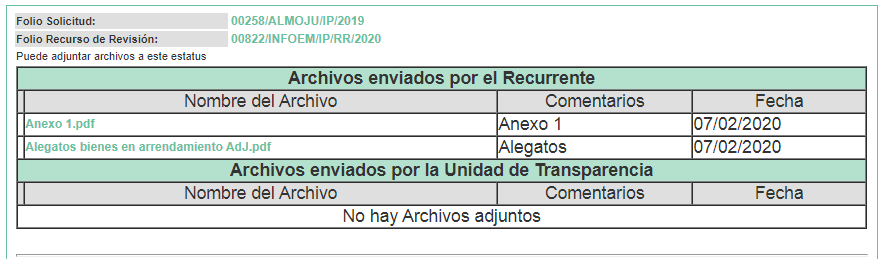 Folio Solicitud: 00258/ALMOJU/IP/2019
Folio Recurso de Revisión: 00822/INFOEM/IP/RR/2020
Puede adjuntar archivos a este estatus
Archivos enviados por el Recurrente
Nombre del Archivo Comentarios Fecha
Anexo 1.pdf Anexo 1 07/02/2020
Alegatos bienes en arrendamiento AdJ.pdf Alegatos 07/02/2020
Archivos enviados por la Unidad de Transparencia
Nombre del Archivo Comentarios Fecha
No hay Archivos adjuntos